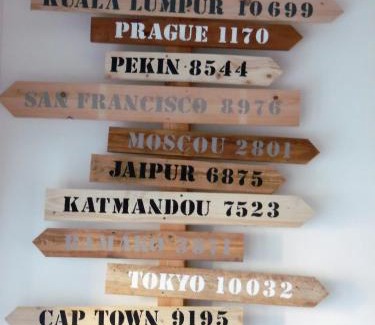 KUALA LUMPUR 10699
PRAGUE 1170
PEKIN 8544
SAN FRANCISCO 8976
MOSCOU 2801
JAIPUR 6875
KATMANDOU 7523
BAMAKO
TOKYO 10032
CAP TOWN 9195